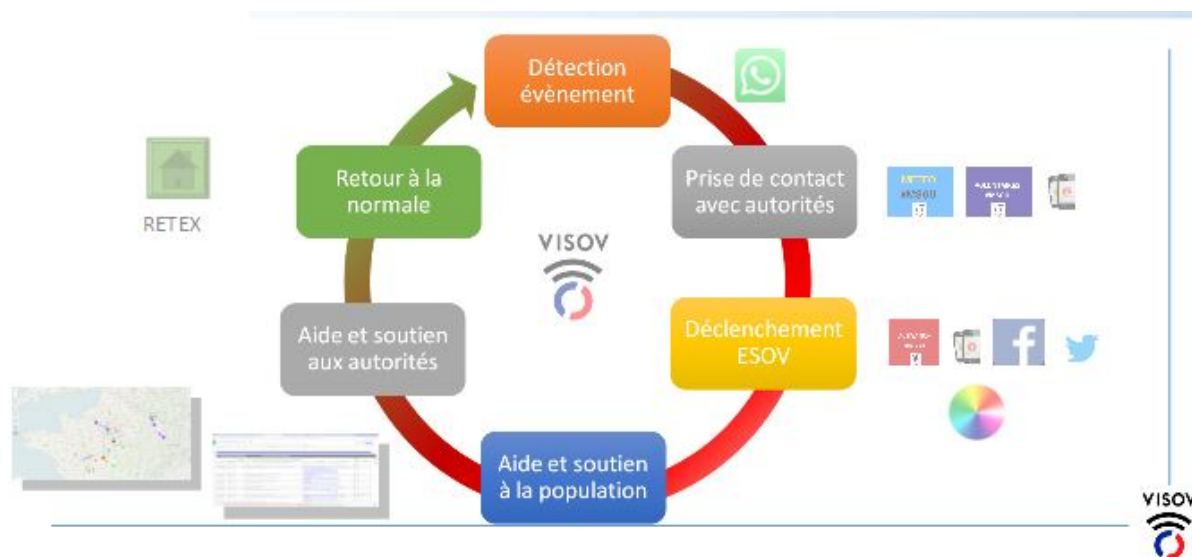 Détection
évènement
Prise de contact
avec autorités
Déclenchement
ESOV
Aide et soutien
à la population
Aide et soutien
aux autorités
Retour à la
normale
RETEX
VISOV
VISOV